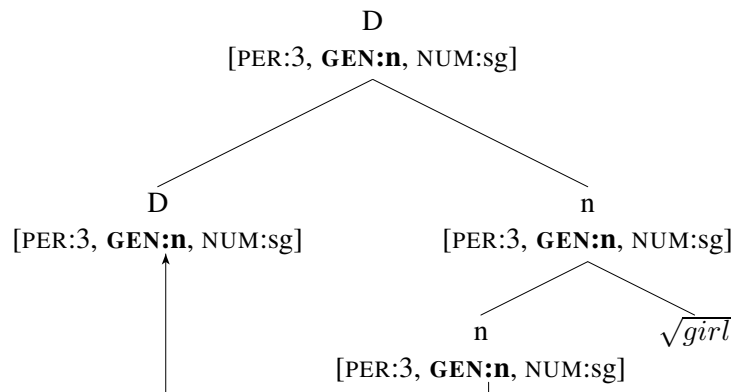 D
[PER:3, GEN:n, NUM:sg]
D
[PER:3, GEN:n, NUM:sg]
n
[PER:3, GEN:n, NUM:sg]
n
[PER:3, GEN:n, NUM:sg]
√girl